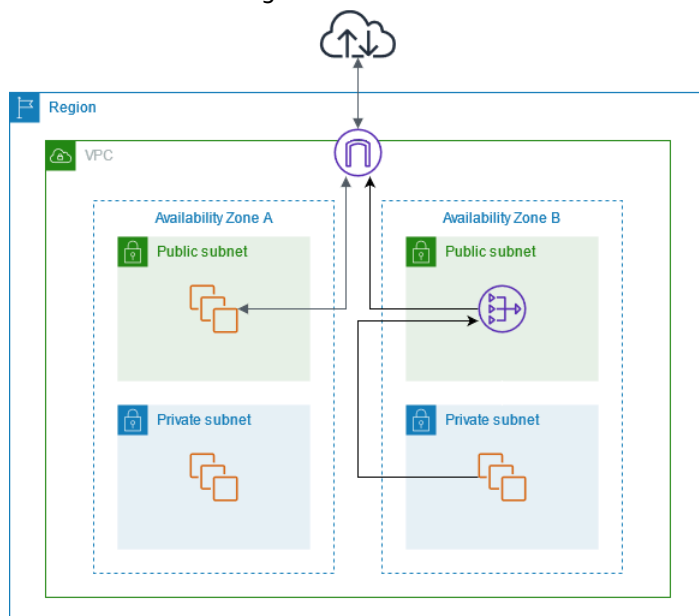 Region
VPC
Availability Zone A
Availability Zone B
Public subnet
Public subnet
Private subnet
Private subnet